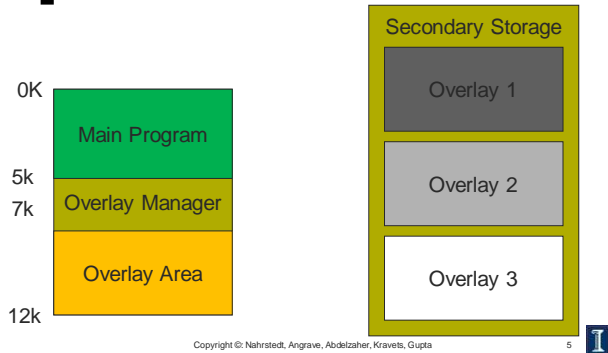 Secondary Storage
0K
Main Program
5k
7k
Overlay Manager
Overlay Area
12k
Overlay 1
Overlay 2
Overlay 3
Copyright ©: Nahrstedt, Angrave, Abdelzaher, Kravets, Gupta
5
I